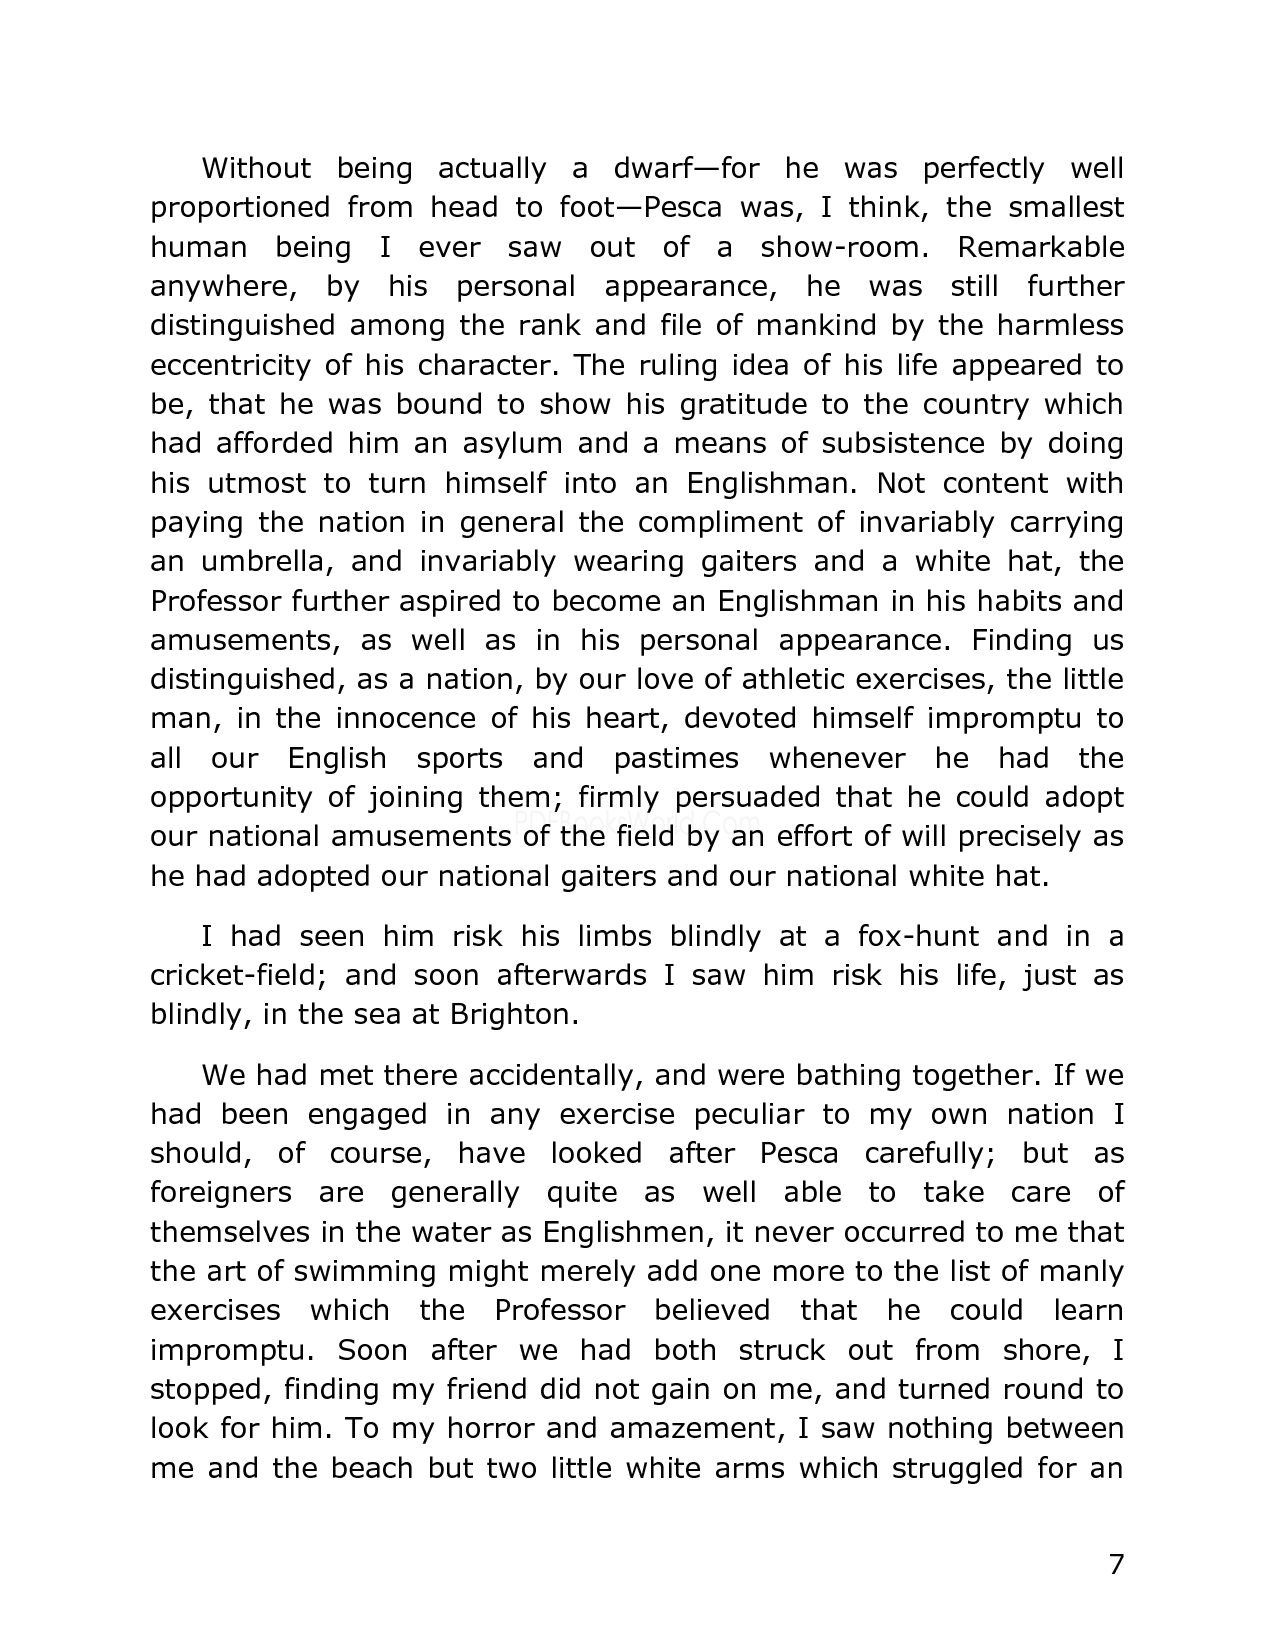 Without being actually a dwarf—for he was perfectly well
proportioned from head to foot—Pesca was, I think, the smallest
human being I ever saw out of a show-room. Remarkable
anywhere, by his personal appearance, he was still further
distinguished among the rank and file of mankind by the harmless
eccentricity of his character. The ruling idea of his life appeared to
be, that he was bound to show his gratitude to the country which
had afforded him an asylum and a means of subsistence by doing
his utmost to turn himself into an Englishman. Not content with
paying the nation in general the compliment of invariably carrying
an umbrella, and invariably wearing gaiters and a white hat, the
Professor further aspired to become an Englishman in his habits and
amusements, as well as in his personal appearance. Finding us
distinguished, as a nation, by our love of athletic exercises, the little
man, in the innocence of his heart, devoted himself impromptu to
all our English sports and pastimes whenever he had the
opportunity of joining them; firmly persuaded that he could adopt
PDFBooksWorld.Com
our national amusements of the field by an effort of will precisely as
he had adopted our national gaiters and our national white hat.
I had seen him risk his limbs blindly at a fox-hunt and in a
cricket-field; and soon afterwards I saw him risk his life, just as
blindly, in the sea at Brighton.
We had met there accidentally, and were bathing together. If we
had been engaged in any exercise peculiar to my own nation I
should, of course, have looked after Pesca carefully; but as
foreigners are generally quite as well able to take care of
themselves in the water as Englishmen, it never occurred to me that
the art of swimming might merely add one more to the list of manly
exercises which the Professor believed that he could learn
impromptu. Soon after we had both struck out from shore, I
stopped, finding my friend did not gain on me, and turned round to
look for him. To my horror and amazement, I saw nothing between
me and the beach but two little white arms which struggled for an
7